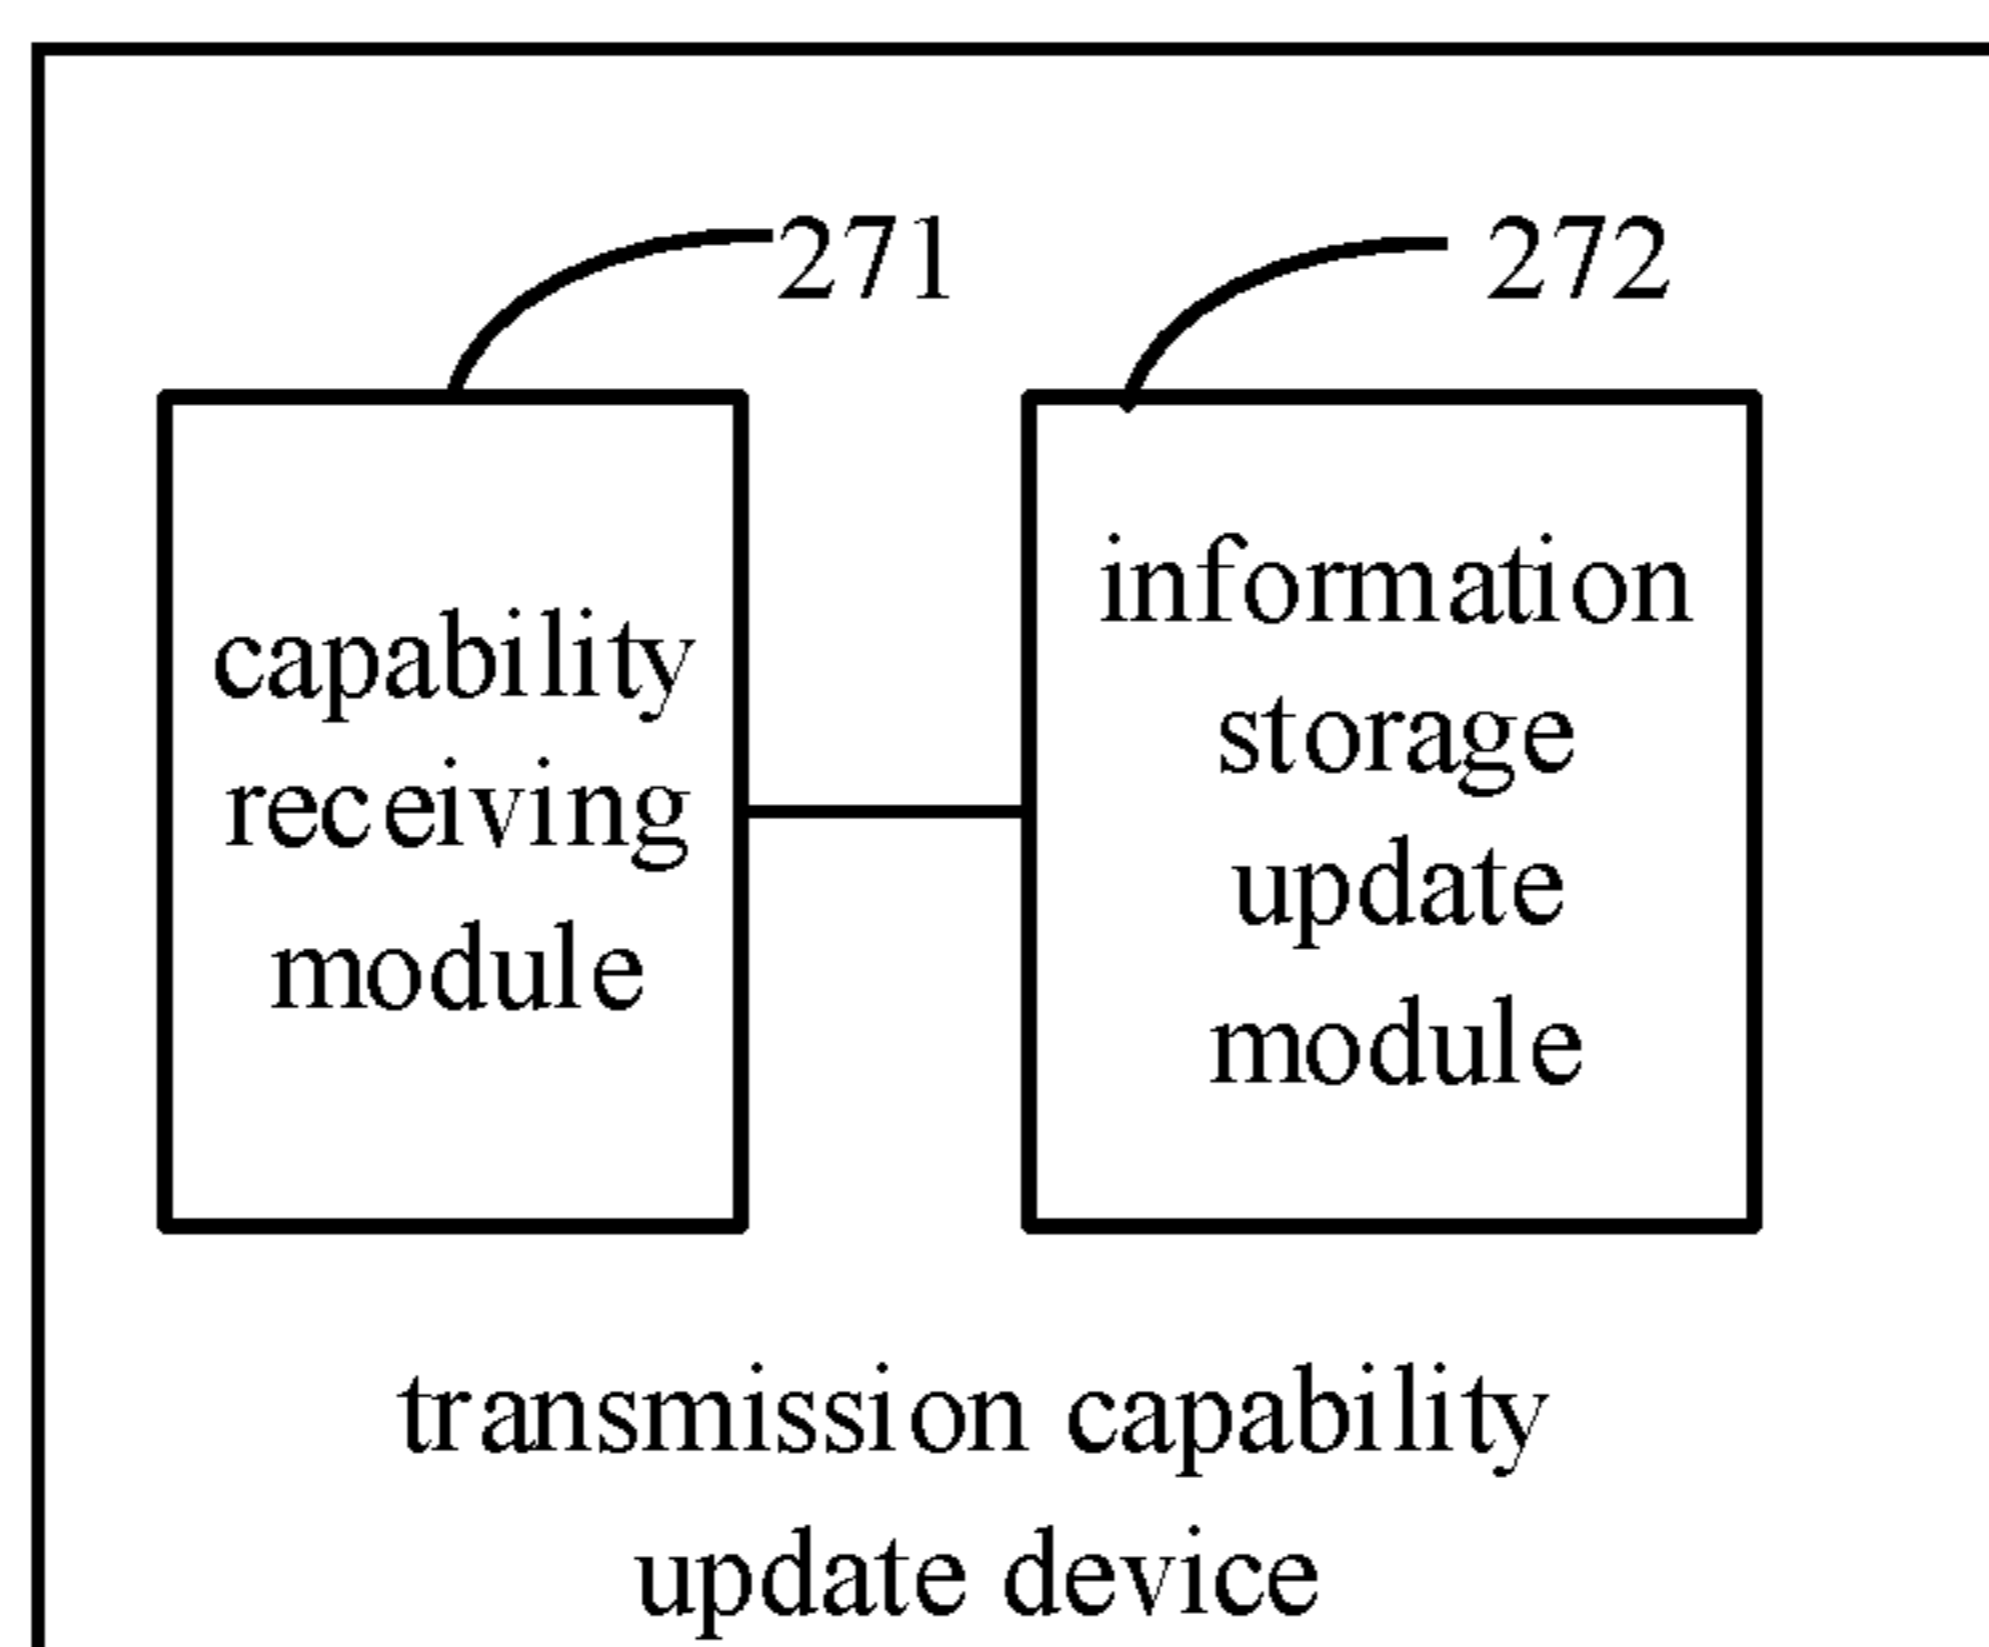 271
272
capability
receiving
module
information
storage
update
module
transmission capability
update device